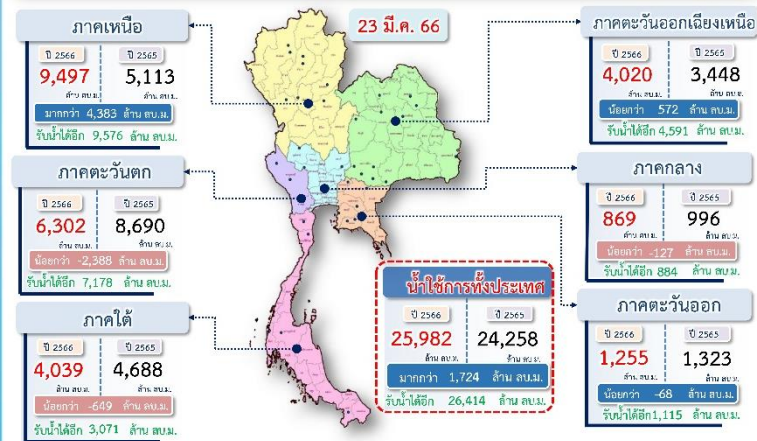 ภาคเหนือ
ปี 2566 ปี 2565
9,497 5,113
ล้าน ลบ.ม. ล้าน ลบ.ม.
มากกว่า 4,383 ล้าน ลบ.ม.
รับน้ำได้อีก 9,576 ล้าน ลบ.ม.
23 มี.ค. 66
ภาคตะวันออกเฉียงเหนือ
ปี 2566 ปี 2565
4,020 3,448
ล้าน ลบ.ม. ล้าน ลบ.ม.
น้อยกว่า 572 ล้าน ลบ.ม.
รับน้ำได้อีก 4,591 ล้าน ลบ.ม.
ภาคตะวันตก
ปี 2566 ปี 2565
6,302 8,690
ล้าน ลบ.ม. ล้าน ลบ.ม.
น้อยกว่า -2,388 ล้าน ลบ.ม.
รับน้ำได้อีก 7,178 ล้าน ลบ.ม.
ภาคกลาง
ปี 2566 ปี 2565
869 996
ล้าน ลบ.ม. ล้าน ลบ.ม.
น้อยกว่า -127 ล้าน ลบ.ม.
รับน้ำได้อีก 884 ล้าน ลบ.ม.
ภาคใต้
ปี 2566 ปี 2565
4,039 4,688
ล้าน ลบ.ม. ล้าน ลบ.ม.
น้อยกว่า -649 ล้าน ลบ.ม.
รับน้ำได้อีก 3,071 ล้าน ลบ.ม.
น้ำใช้การทั้งประเทศ
ปี 2566 ปี 2565
25,982 24,258
ล้าน ลบ.ม. ล้าน ลบ.ม.
มากกว่า 1,724 ล้าน ลบ.ม.
รับน้ำได้อีก 26,414 ล้าน ลบ.ม.
ภาคตะวันออก
ปี 2566 ปี 2565
1,255 1,323
ล้าน ลบ.ม. ล้าน ลบ.ม.
น้อยกว่า -68 ล้าน ลบ.ม.
รับน้ำได้อีก1,115 ล้าน ลบ.ม.